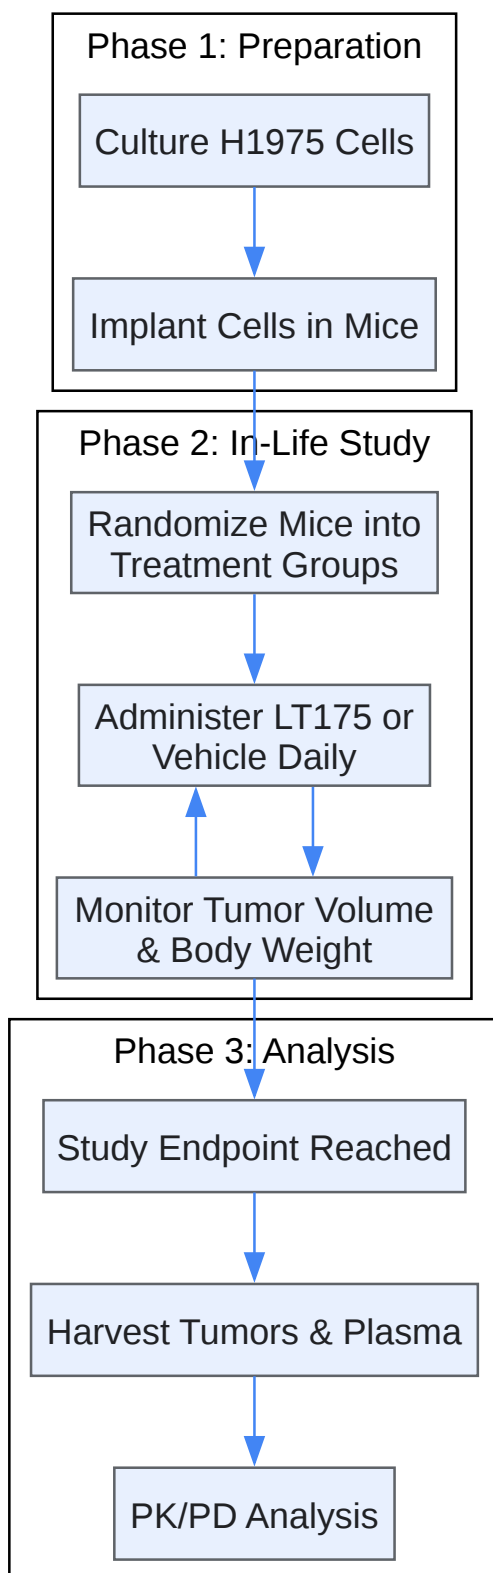 Phase 1: Preparation
Culture H1975 Cells
Implant Cells in Mice
Phase 2: In-Life Study
Randomize Mice into
Treatment Groups
Administer LT175 or
Vehicle Daily
Monitor Tumor Volume
& Body Weight
Phase 3: Analysis
Study Endpoint Reached
Harvest Tumors & Plasma
PK/PD Analysis